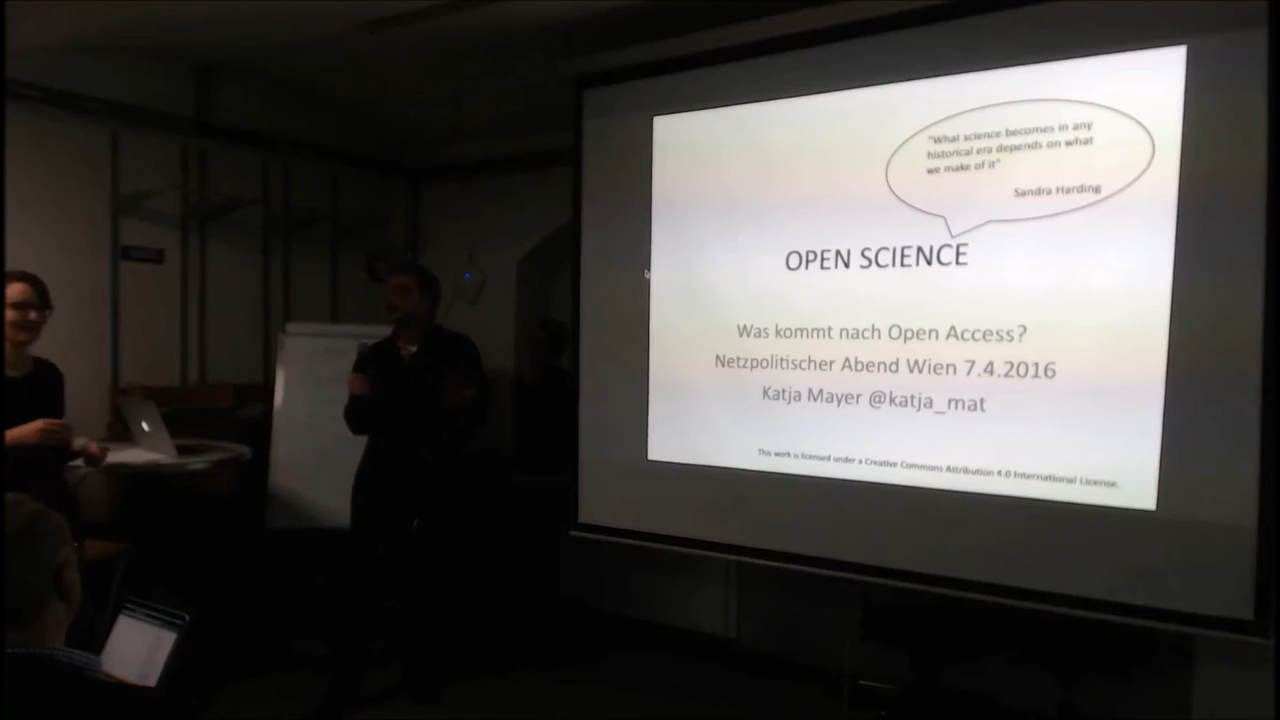 "What science becomes in any
historical era depends on what
we make of it"
Sandra Harding
OPEN SCIENCE
Was kommt nach Open Access?
Netzpolitischer Abend Wien 7.4.2016
Katja Mayer @katja_mat
This work is licensed under a Creative Commons Attribution 4.0 International License.